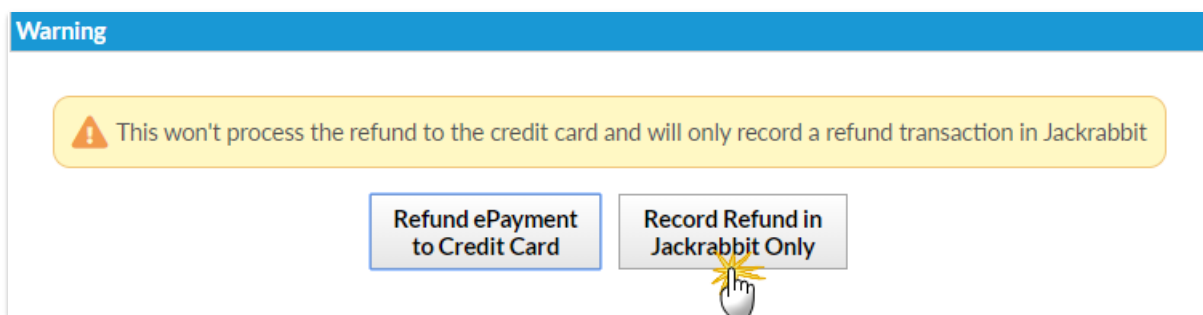 Warning
This won't process the refund to the credit card and will only record a refund transaction in Jackrabbit
Refund ePayment
to Credit Card
Record Refund in
Jackrabbit Only